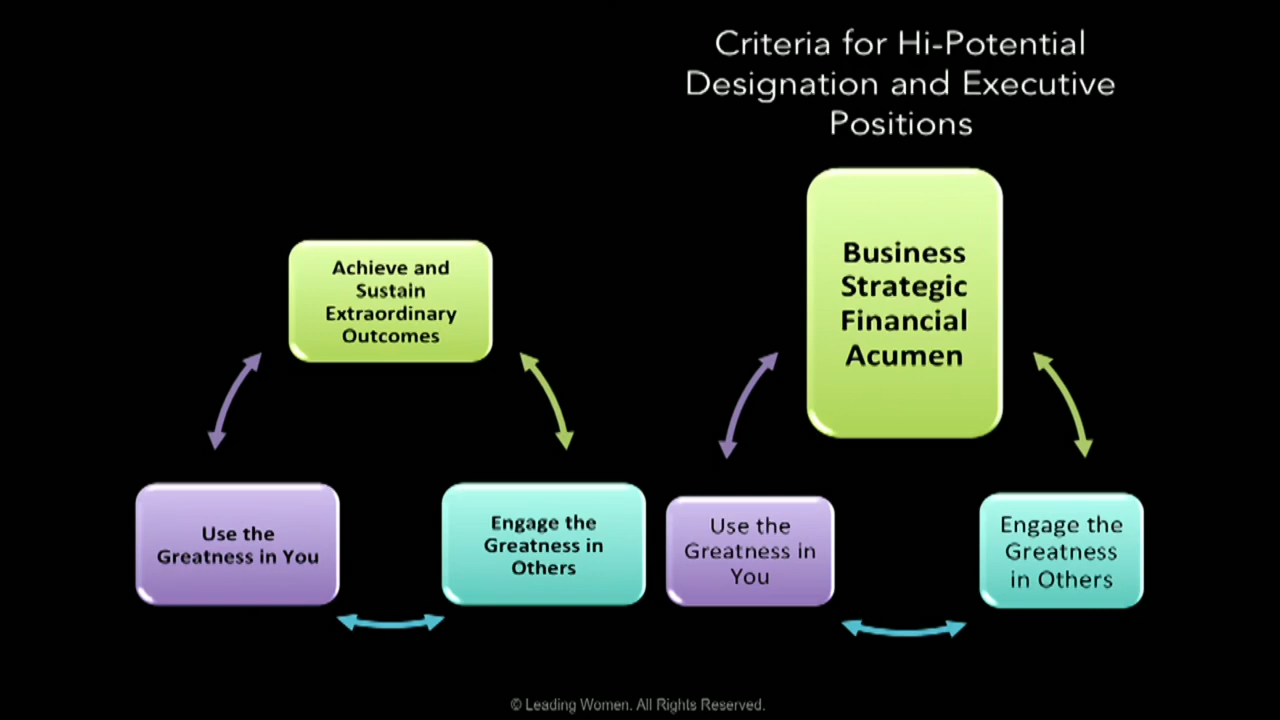 Criteria for Hi-Potential
Designation and Executive
Positions
Achieve and
Sustain
Extraordinary
Outcomes
Use the
Greatness in You
Engage the
Greatness in
Others
Business
Strategic
Financial
Acumen
Use the
Greatness in
You
Engage the
Greatness
in Others
© Leading Women. All Rights Reserved.